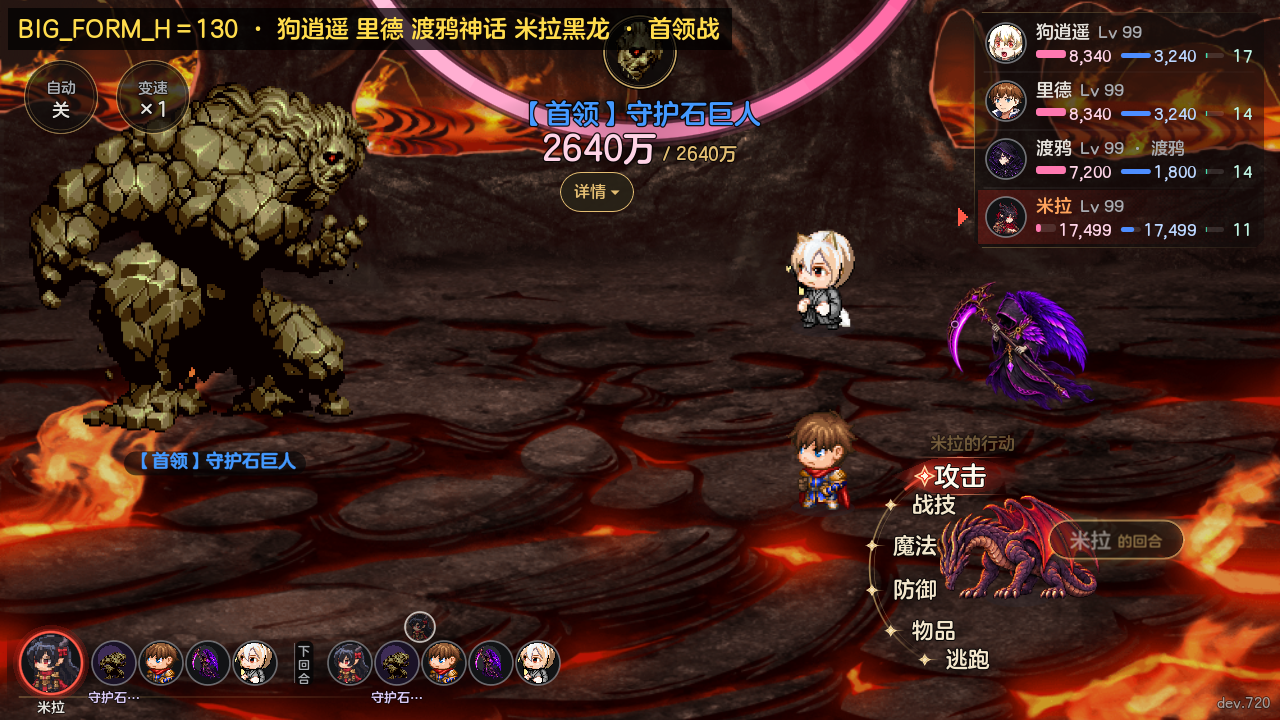 BIG_FORM_H=130 · 狗逍遥 里德 渡鸦神话 米拉黑龙 · 首领战
自动
关
变速
×1
【首领】守护石巨人
2640万 / 2640万
详情
狗逍遥 Lv 99
8,340 3,240 17
里德 Lv 99
8,340 3,240 14
渡鸦 Lv 99 · 渡鸦
7,200 1,800 14
米拉 Lv 99
17,499 17,499 11
【首领】守护石巨人
米拉的行动
攻击
战技
魔法
防御
物品
逃跑
米拉 的回合
下回合
米拉
守护石…
守护石…
dev.720